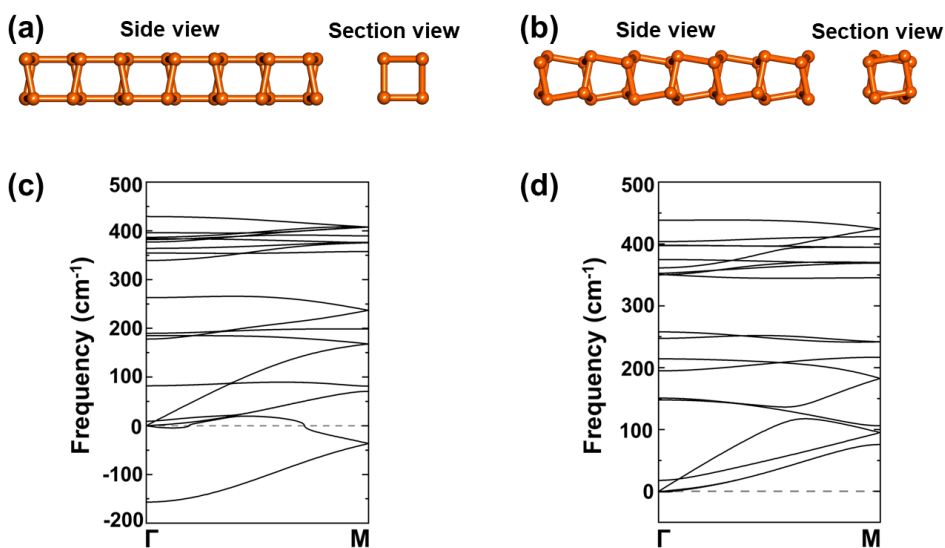 (a) Side view Section view
(b) Side view Section view
(c)
Frequency (cm-1)
500
400
300
200
100
0
-100
-200
Γ M
(d)
Frequency (cm-1)
500
400
300
200
100
0
Γ M